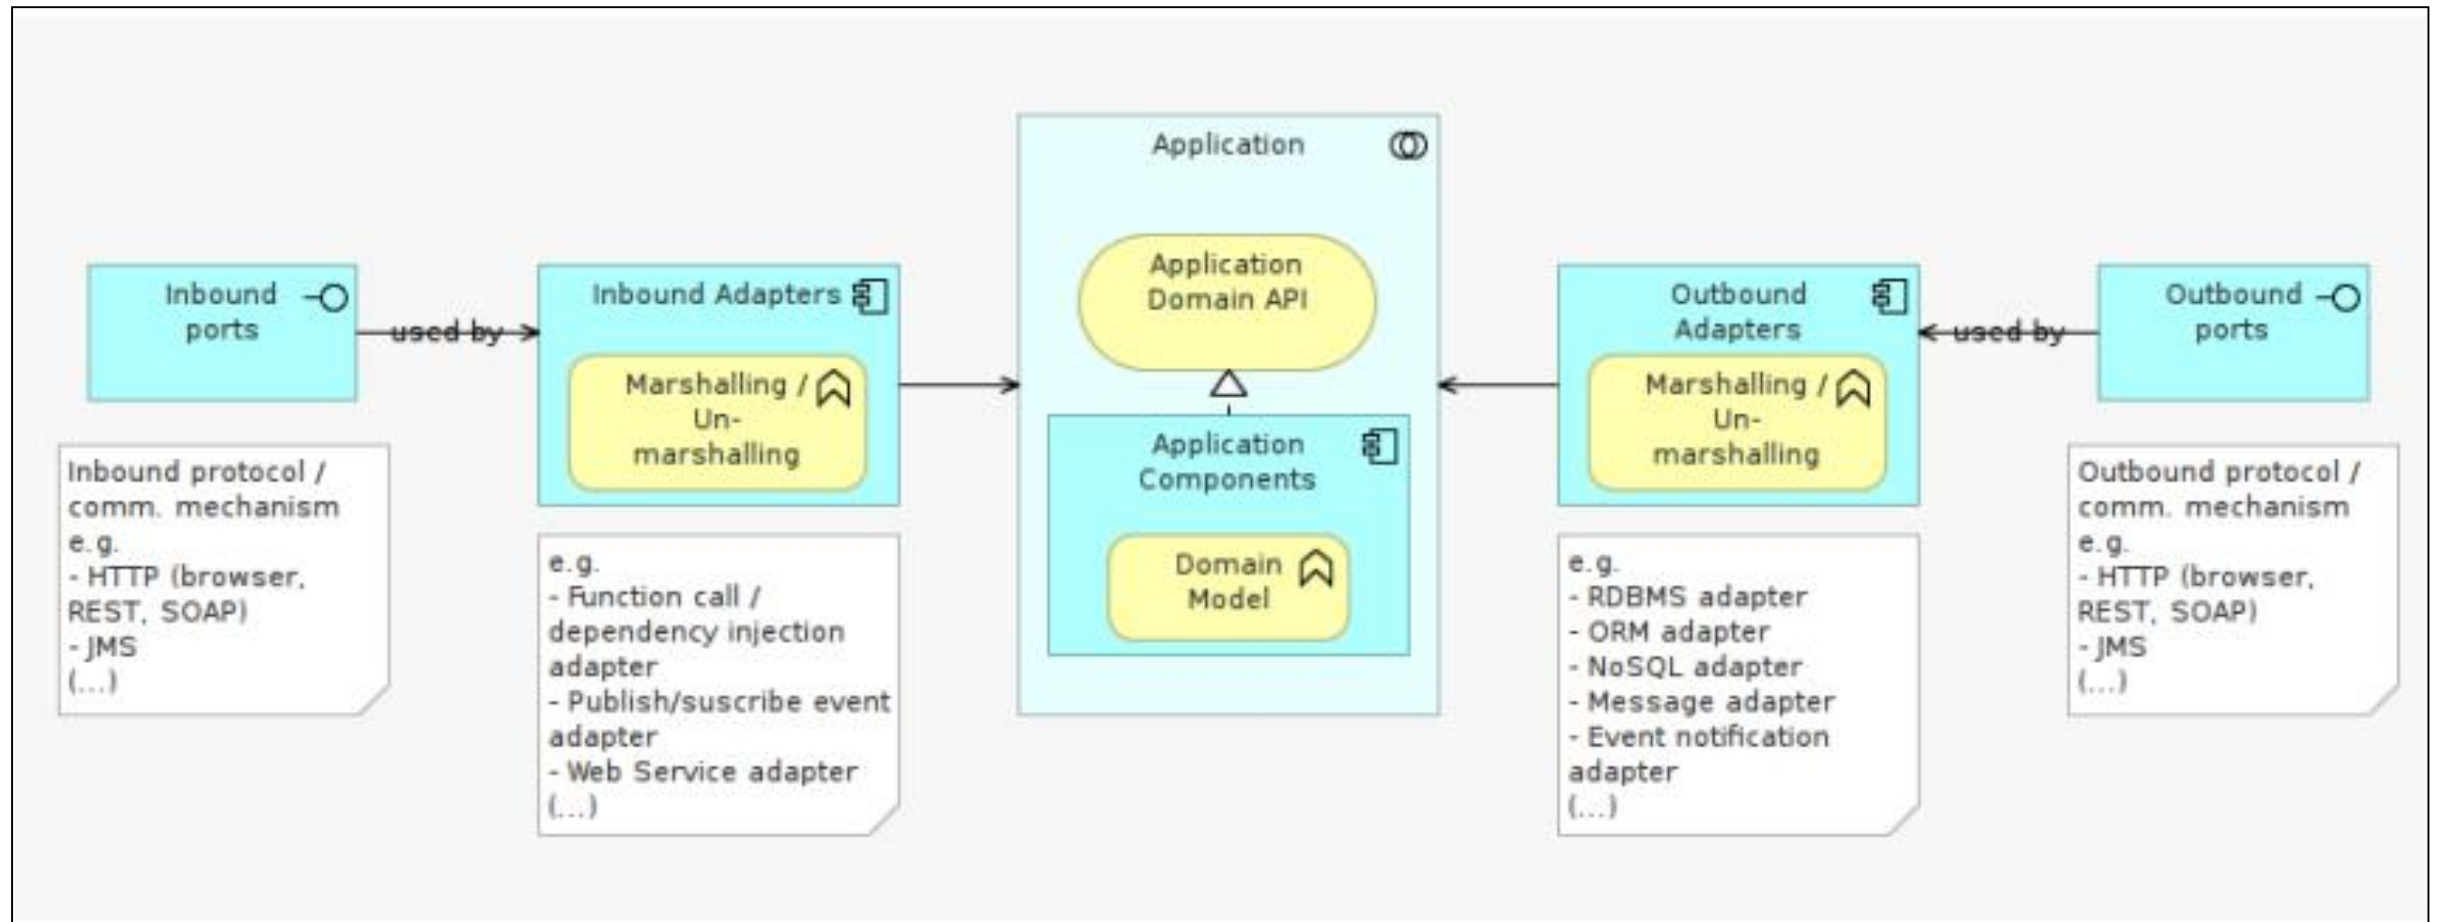 Inbound
ports
used by
Inbound Adapters
Marshalling /
Un-
marshalling
Application
Application
Domain API
Application
Components
Domain
Model
Outbound
Adapters
Marshalling /
Un-
marshalling
used by
Outbound
ports
Inbound protocol /
comm. mechanism
e.g.
- HTTP (browser,
REST, SOAP)
- JMS
(...)
e.g.
- Function call /
dependency injection
adapter
- Publish/suscribe event
adapter
- Web Service adapter
(...)
e.g.
- RDBMS adapter
- ORM adapter
- NoSQL adapter
- Message adapter
- Event notification
adapter
(...)
Outbound protocol /
comm. mechanism
e.g.
- HTTP (browser,
REST, SOAP)
- JMS
(...)